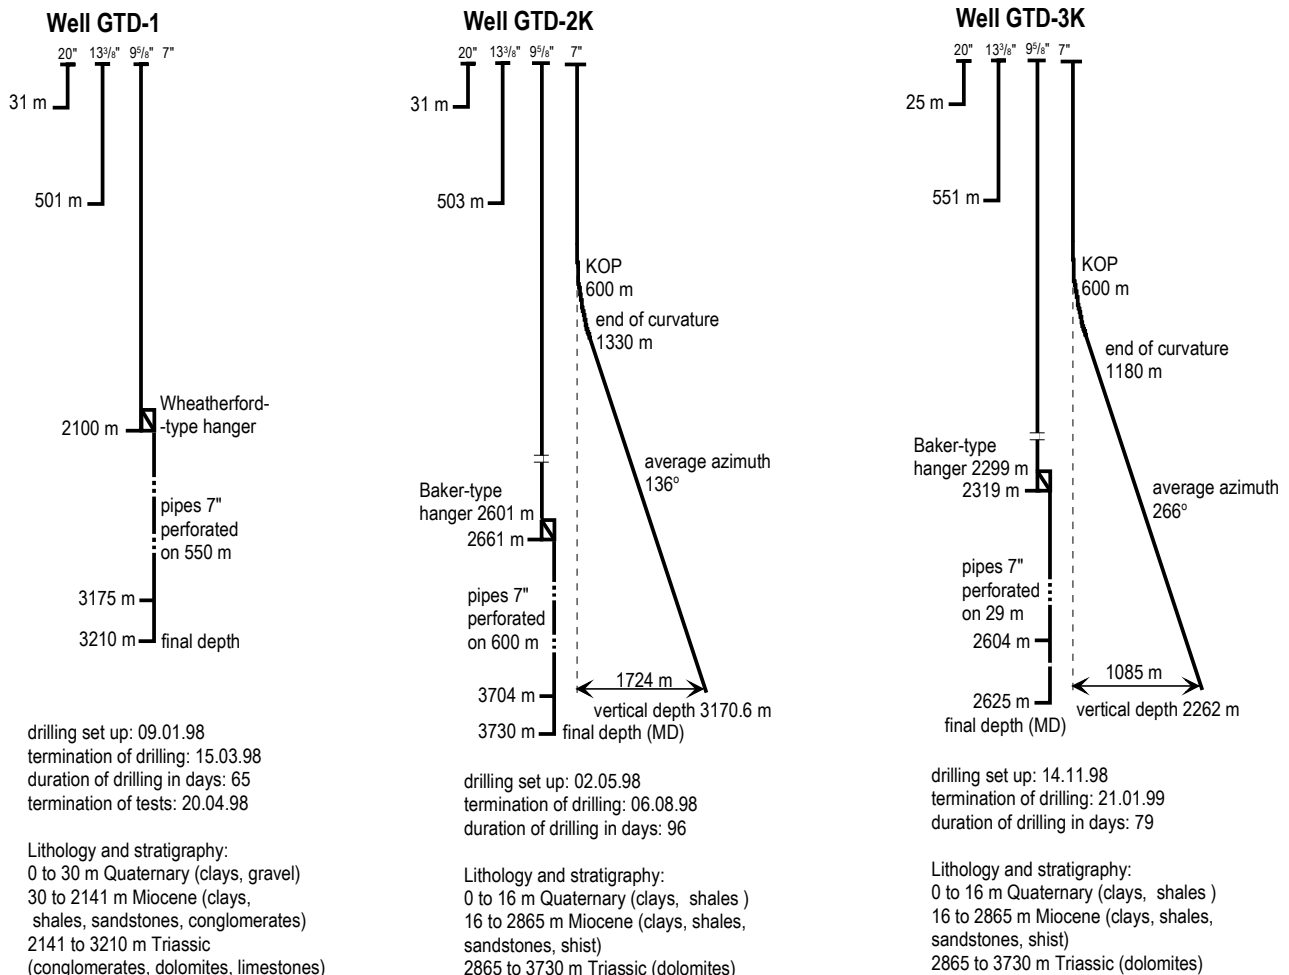 Well GTD-1
20" 13³/₈" 9⁵/₈" 7"
31 m
501 m
Wheatherford-
-type hanger
2100 m
pipes 7"
perforated
on 550 m
3175 m
3210 m
final depth
drilling set up: 09.01.98
termination of drilling: 15.03.98
duration of drilling in days: 65
termination of tests: 20.04.98
Lithology and stratigraphy:
0 to 30 m Quaternary (clays, gravel)
30 to 2141 m Miocene (clays,
shales, sandstones, conglomerates)
2141 to 3210 m Triassic
(conglomerates, dolomites, limestones)
Well GTD-2K
20" 13³/₈" 9⁵/₈" 7"
31 m
503 m
KOP
600 m
end of curvature
1330 m
average azimuth
136º
Baker-type
hanger 2601 m
2661 m
pipes 7"
perforated
on 600 m
1724 m
3704 m
vertical depth 3170.6 m
3730 m
final depth (MD)
drilling set up: 02.05.98
termination of drilling: 06.08.98
duration of drilling in days: 96
Lithology and stratigraphy:
0 to 16 m Quaternary (clays, shales )
16 to 2865 m Miocene (clays, shales,
sandstones, shist)
2865 to 3730 m Triassic (dolomites)
Well GTD-3K
20" 13³/₈" 9⁵/₈" 7"
25 m
551 m
KOP
600 m
end of curvature
1180 m
Baker-type
hanger 2299 m
2319 m
average azimuth
266º
pipes 7"
perforated
on 29 m
2604 m
1085 m
2625 m
vertical depth 2262 m
final depth (MD)
drilling set up: 14.11.98
termination of drilling: 21.01.99
duration of drilling in days: 79
Lithology and stratigraphy:
0 to 16 m Quaternary (clays, shales )
16 to 2865 m Miocene (clays, shales,
sandstones, shist)
2865 to 3730 m Triassic (dolomites)